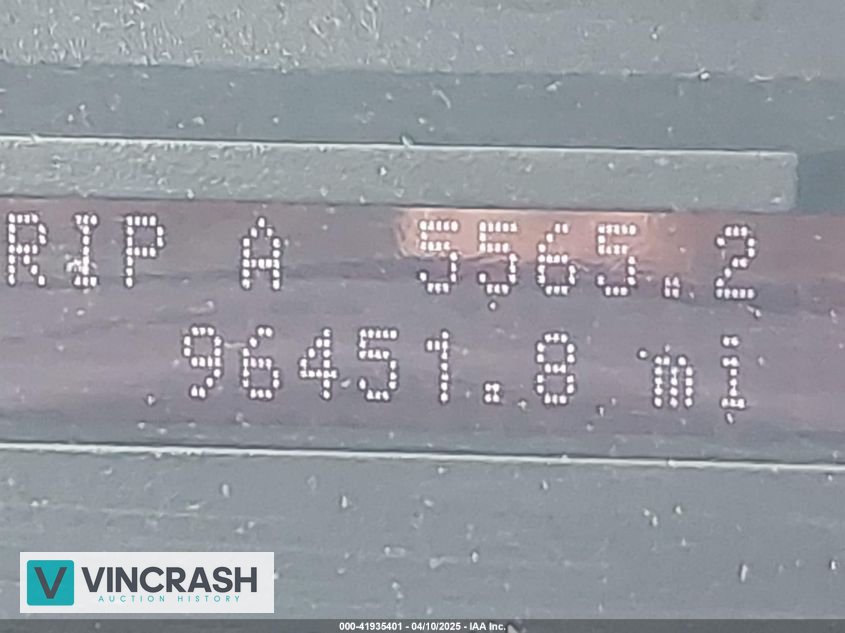 RIP A 5565.2
96451.8 mi
VINCRASH
AUCTION HISTORY
000-41935401 - 04/10/2025 - IAA Inc.